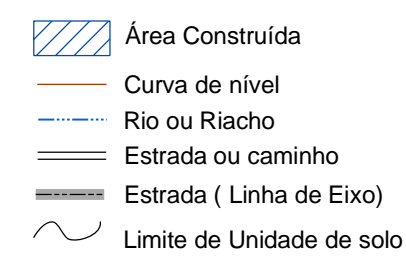 Área Construída
Curva de nível
Rio ou Riacho
Estrada ou caminho
Estrada ( Linha de Eixo)
Limite de Unidade de solo